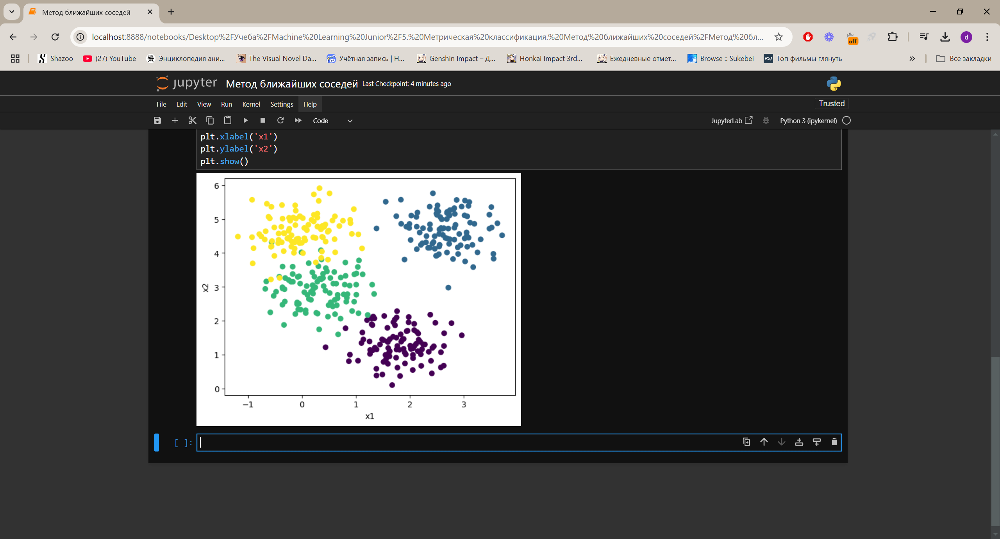 Метод ближайших соседей
localhost:8888/notebooks/Desktop%2FУчеба%2FMachine%20Learning%20Junior%2F5.%20Метрическая%20классификация.%20Метод%20ближайших%20соседей%2FМетод%20бл...
off
d
Shazoo
(27) YouTube
Энциклопедия ани...
The Visual Novel Da...
Учётная запись | H...
Genshin Impact – Д...
Honkai Impact 3rd...
Ежедневные отмет...
Browse :: Sukebei
Топ фильмы глянуть
Все закладки
jupyter Метод ближайших соседей Last Checkpoint: 4 minutes ago
File Edit View Run Kernel Settings Help
Trusted
Code
JupyterLab
Python 3 (ipykernel)
plt.xlabel('x1')
plt.ylabel('x2')
plt.show()
6
5
4
3
2
1
0
x2
−1 0 1 2 3
x1
[ ]: